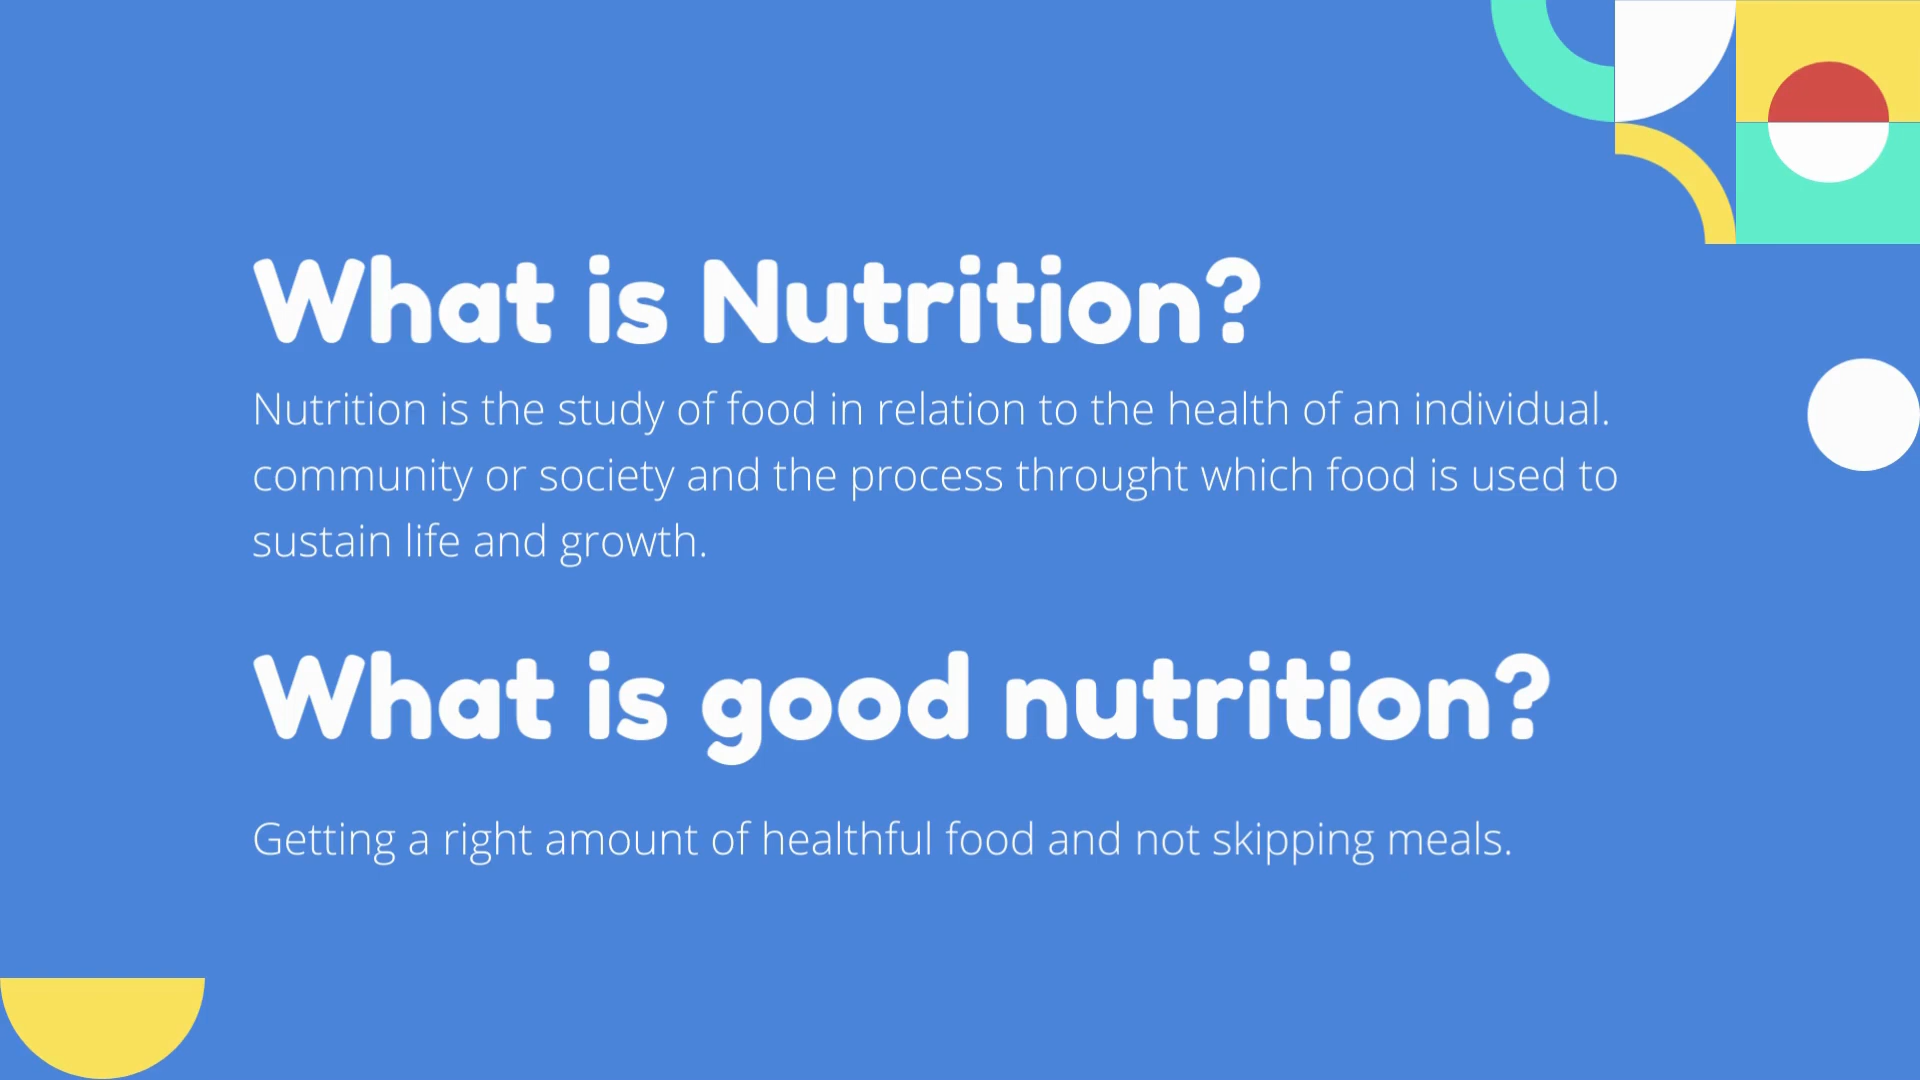 What is Nutrition?
Nutrition is the study of food in relation to the health of an individual.
community or society and the process throught which food is used to
sustain life and growth.
What is good nutrition?
Getting a right amount of healthful food and not skipping meals.